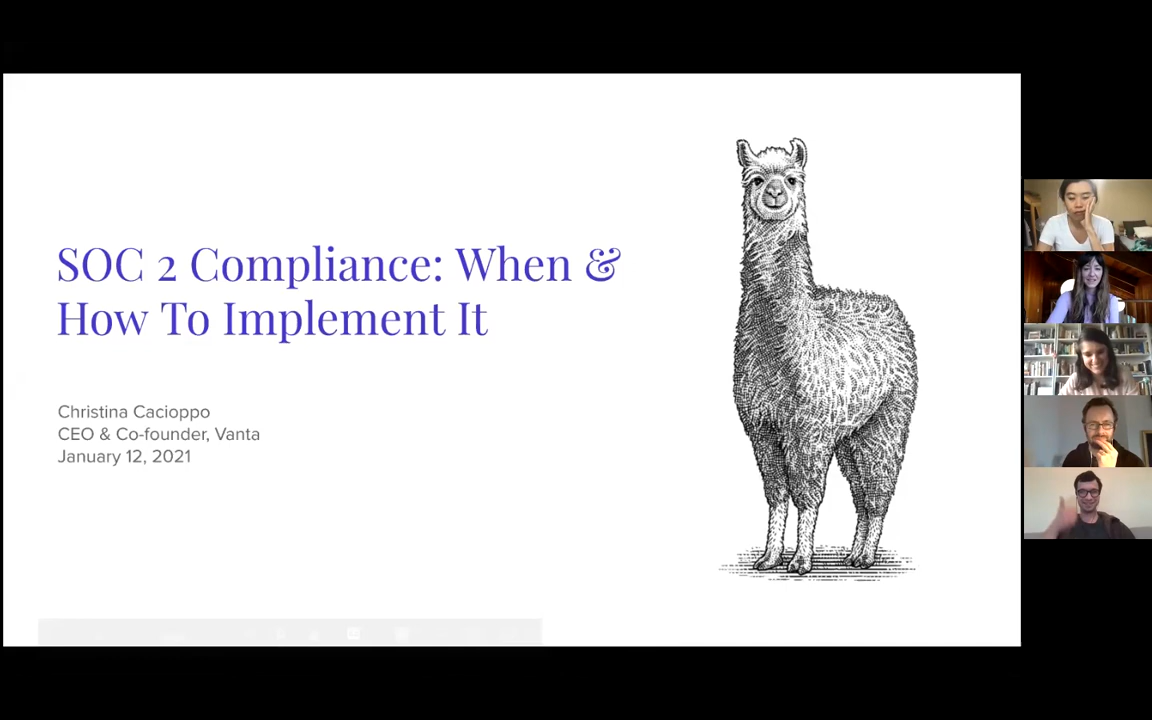 SOC 2 Compliance: When &
How To Implement It
Christina Cacioppo
CEO & Co-founder, Vanta
January 12, 2021